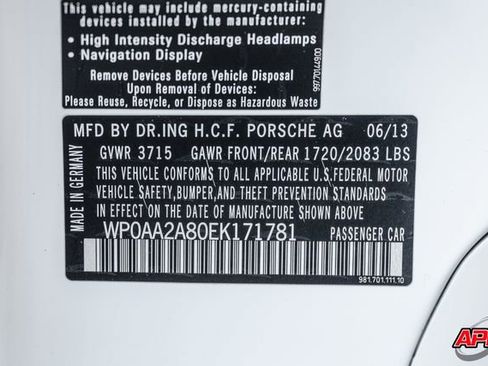 This vehicle may include mercury-containing
devices installed by the manufacturer:
• High Intensity Discharge Headlamps
• Navigation Display
Remove Devices Before Vehicle Disposal
Upon Removal of Devices:
Please Reuse, Recycle, or Dispose as Hazardous Waste
997.701.449.00
MFD BY DR.ING H.C.F. PORSCHE AG 06/13
GVWR 3715 GAWR FRONT/REAR 1720/2083 LBS
THIS VEHICLE CONFORMS TO ALL APPLICABLE U.S.FEDERAL MOTOR
VEHICLE SAFETY,BUMPER,AND THEFT PREVENTION STANDARDS
IN EFFECT ON THE DATE OF MANUFACTURE SHOWN ABOVE.
WP0AA2A80EK171781 PASSENGER CAR
MADE IN GERMANY
981.701.111.10